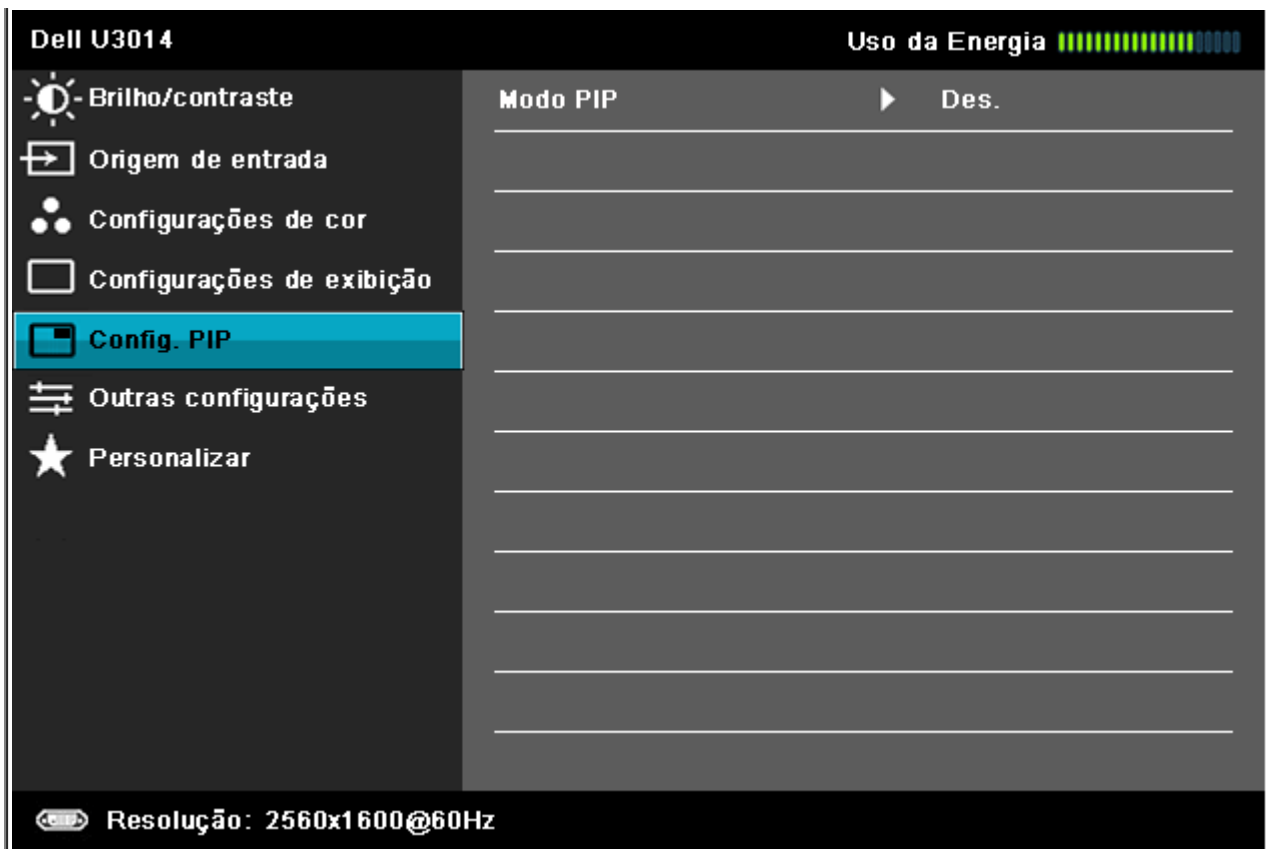 Dell U3014 Uso da Energia
Brilho/contraste
Modo PIP Des.
Origem de entrada
Configurações de cor
Configurações de exibição
Config. PIP
Outras configurações
Personalizar
Resolução: 2560x1600@60Hz